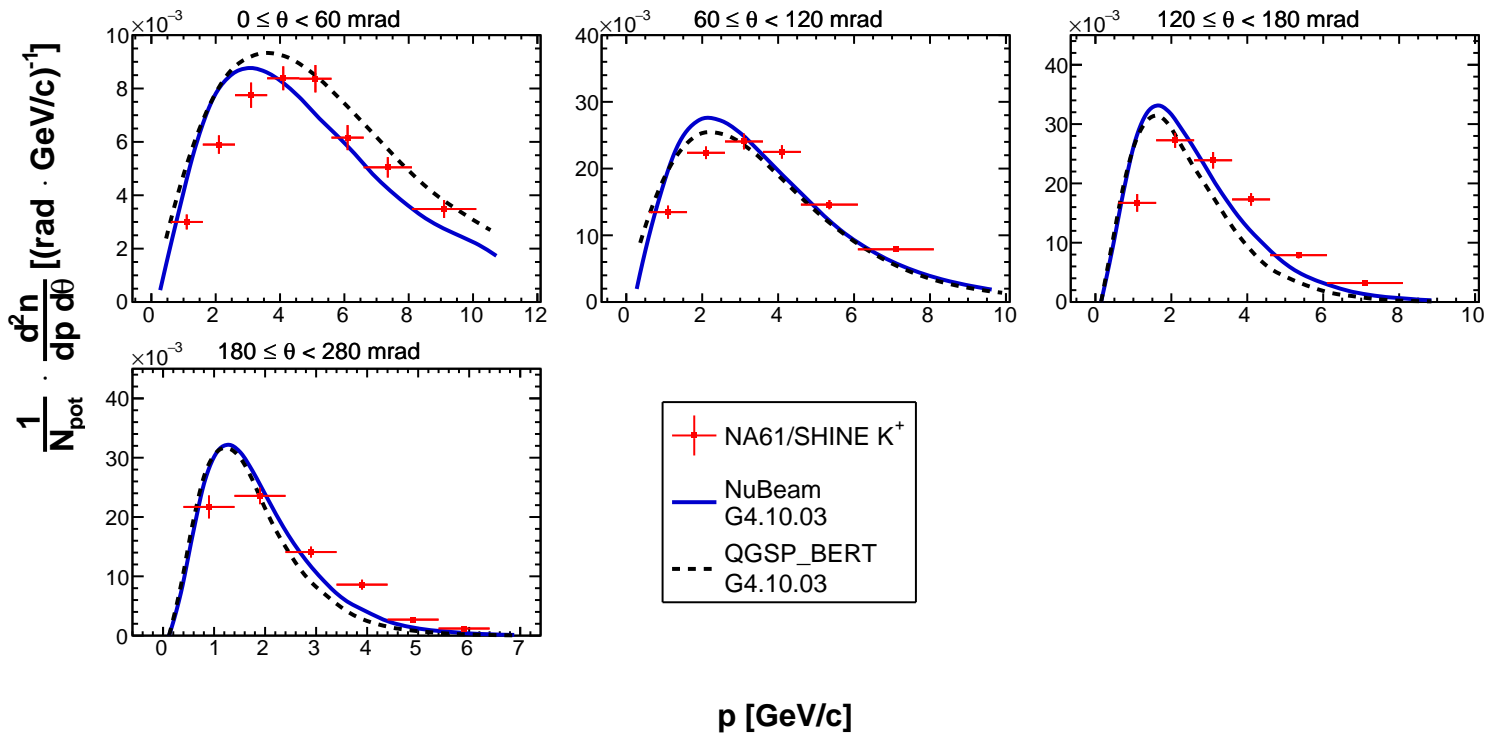 ×10⁻³
0 ≤ θ < 60 mrad
10
8
6
4
2
0
0 2 4 6 8 10 12
×10⁻³
60 ≤ θ < 120 mrad
40
30
20
10
0
0 2 4 6 8 10
×10⁻³
120 ≤ θ < 180 mrad
40
30
20
10
0
0 2 4 6 8 10
×10⁻³
180 ≤ θ < 280 mrad
40
30
20
10
0
0 1 2 3 4 5 6 7
1/N_pot · d²n/dp dθ [(rad · GeV/c)⁻¹]
NA61/SHINE K⁺
NuBeam
G4.10.03
QGSP_BERT
G4.10.03
p [GeV/c]